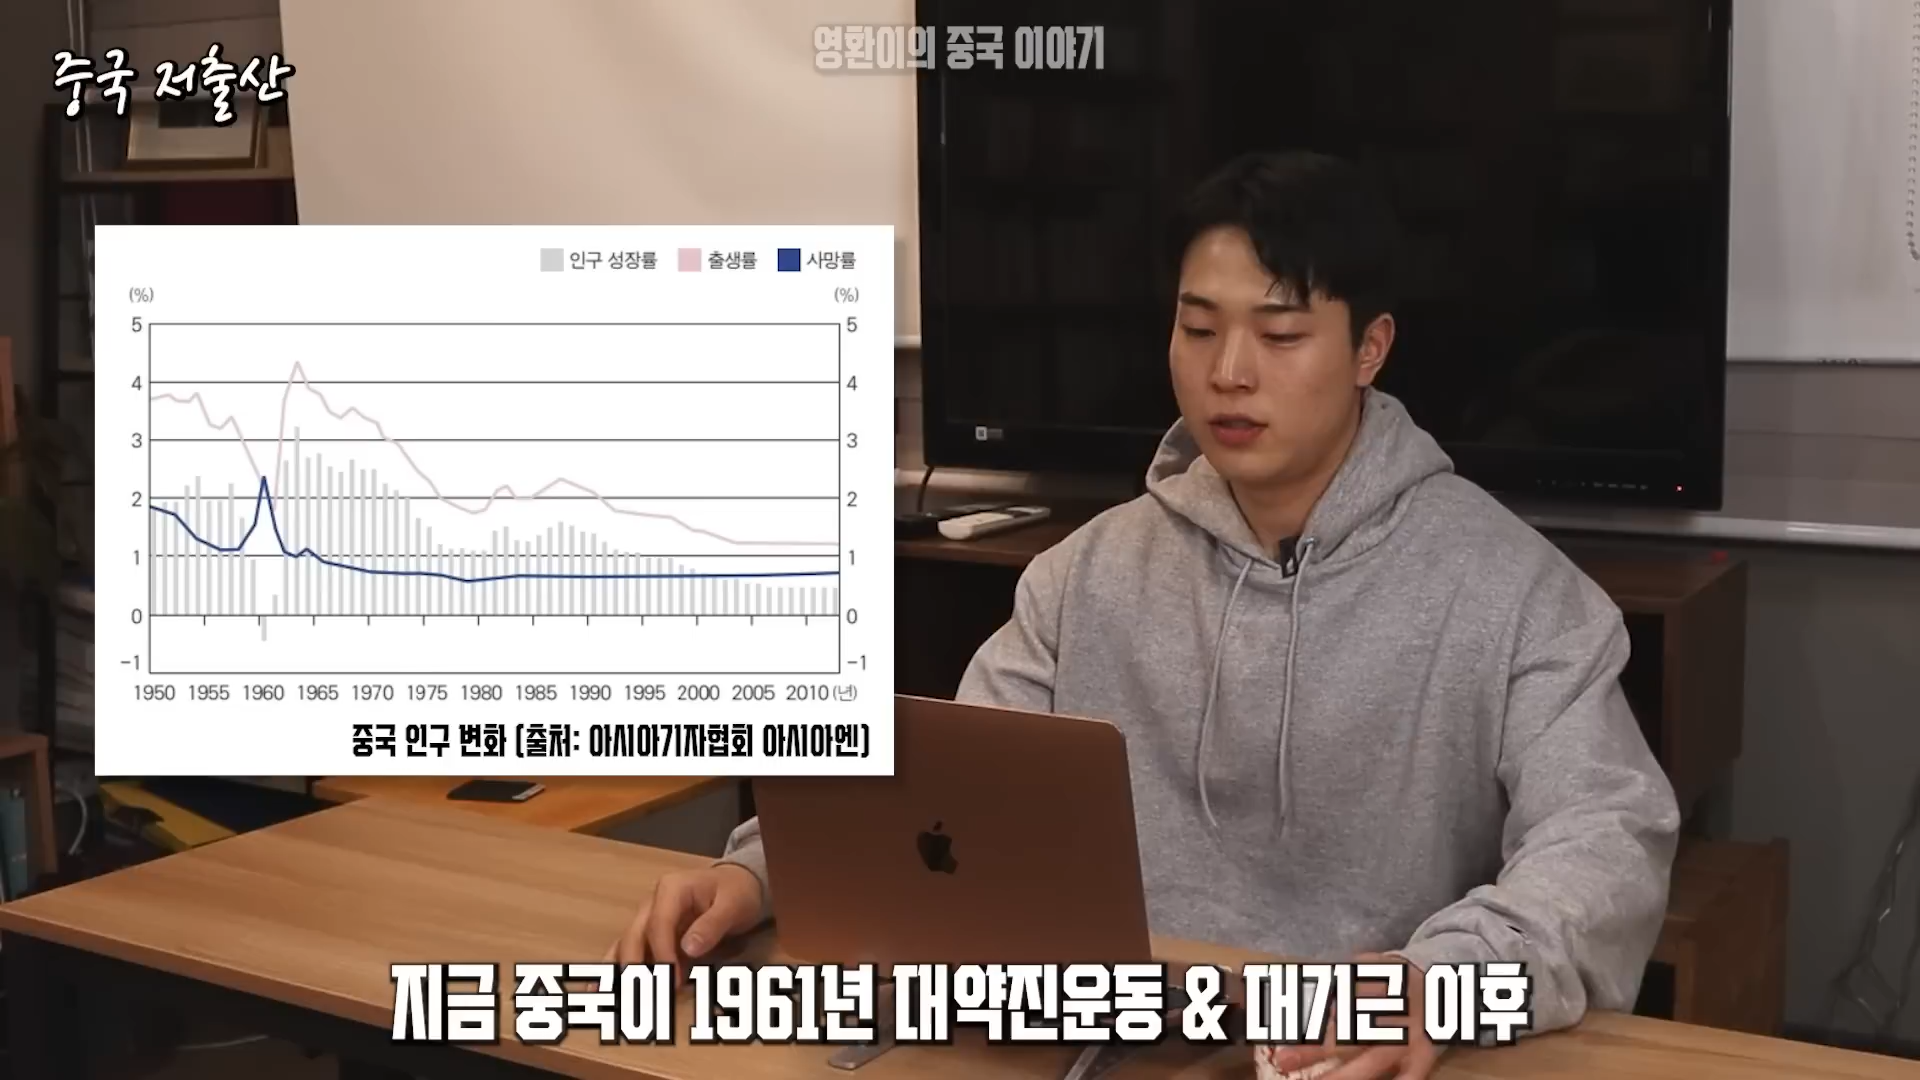 영환이의 중국 이야기
중국 저출산
인구 성장률 출생률 사망률
(%) (%)
5 5
4 4
3 3
2 2
1 1
0 0
-1 -1
1950 1955 1960 1965 1970 1975 1980 1985 1990 1995 2000 2005 2010 (년)
중국 인구 변화 (출처: 아시아기자협회 아시아엔)
지금 중국이 1961년 대약진운동 & 대기근 이후